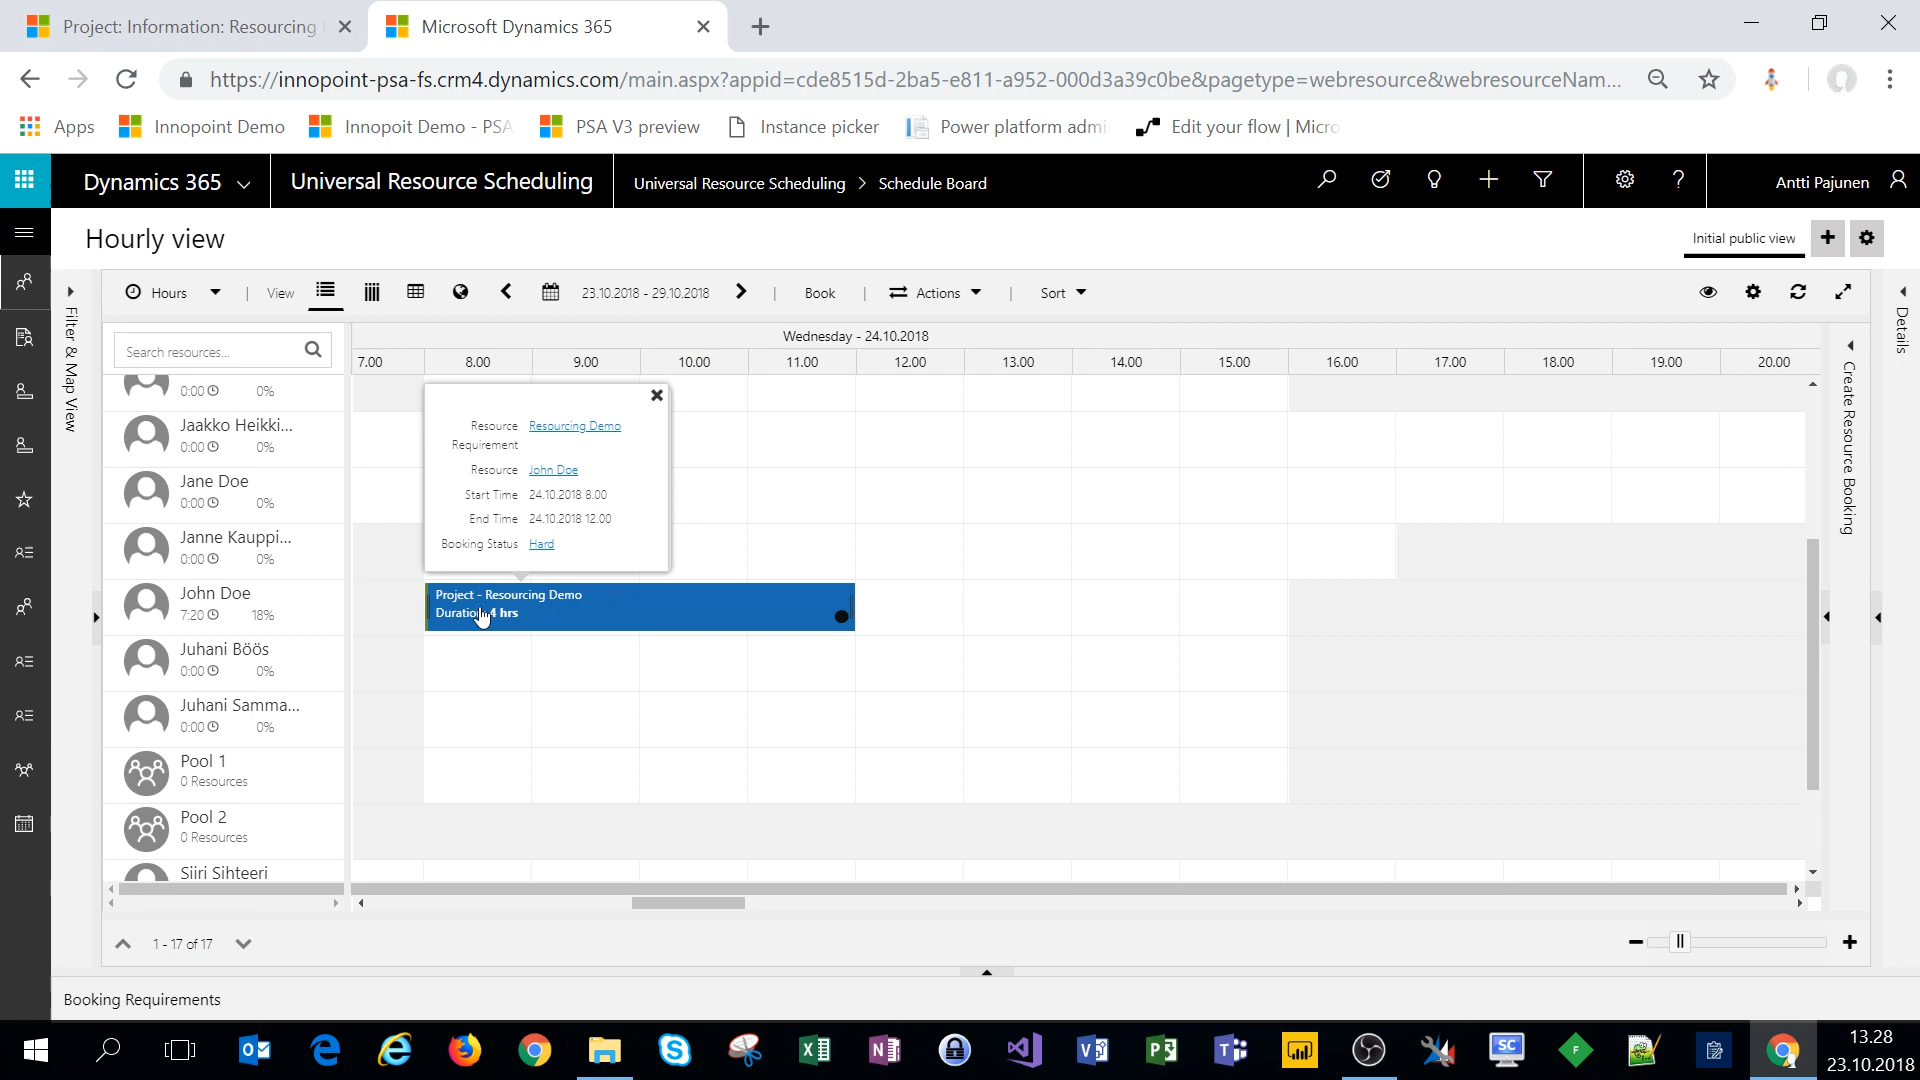 Project: Information: Resourcing
Microsoft Dynamics 365
https://innopoint-psa-fs.crm4.dynamics.com/main.aspx?appid=cde8515d-2ba5-e811-a952-000d3a39c0be&pagetype=webresource&webresourceNam...
Apps
Innopoint Demo
Innopoit Demo - PSA
PSA V3 preview
Instance picker
Power platform admi
Edit your flow | Micro
Dynamics 365
Universal Resource Scheduling
Universal Resource Scheduling > Schedule Board
Antti Pajunen
Hourly view
Initial public view
Hours
View
23.10.2018 - 29.10.2018
Book
Actions
Sort
Filter & Map View
Details
Create Resource Booking
Search resources...
Wednesday - 24.10.2018
7.00 8.00 9.00 10.00 11.00 12.00 13.00 14.00 15.00 16.00 17.00 18.00 19.00 20.00
0:00 0%
Jaakko Heikki...
0:00 0%
Jane Doe
0:00 0%
Janne Kauppi...
0:00 0%
John Doe
7:20 18%
Juhani Böös
0:00 0%
Juhani Samma...
0:00 0%
Pool 1
0 Resources
Pool 2
0 Resources
Siiri Sihteeri
Resource Requirement Resourcing Demo
Resource John Doe
Start Time 24.10.2018 8.00
End Time 24.10.2018 12.00
Booking Status Hard
Project - Resourcing Demo
4 hrs
1 - 17 of 17
Booking Requirements
13.28
23.10.2018